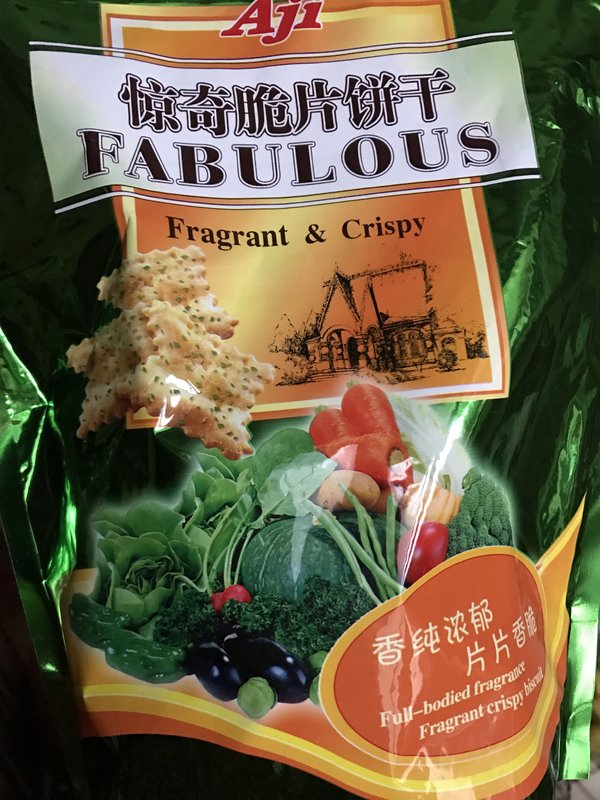 Aji
惊奇脆片饼干
FABULOUS
Fragrant & Crispy
香纯浓郁
片片香脆
Full-bodied fragrance
Fragrant crispy biscuit